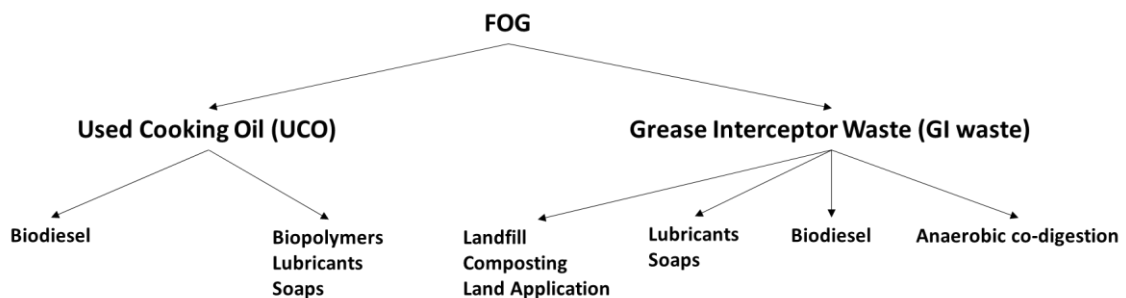 FOG
Used Cooking Oil (UCO)
Grease Interceptor Waste (GI waste)
Biodiesel
Biopolymers
Lubricants
Soaps
Landfill
Composting
Land Application
Lubricants
Soaps
Biodiesel
Anaerobic co-digestion